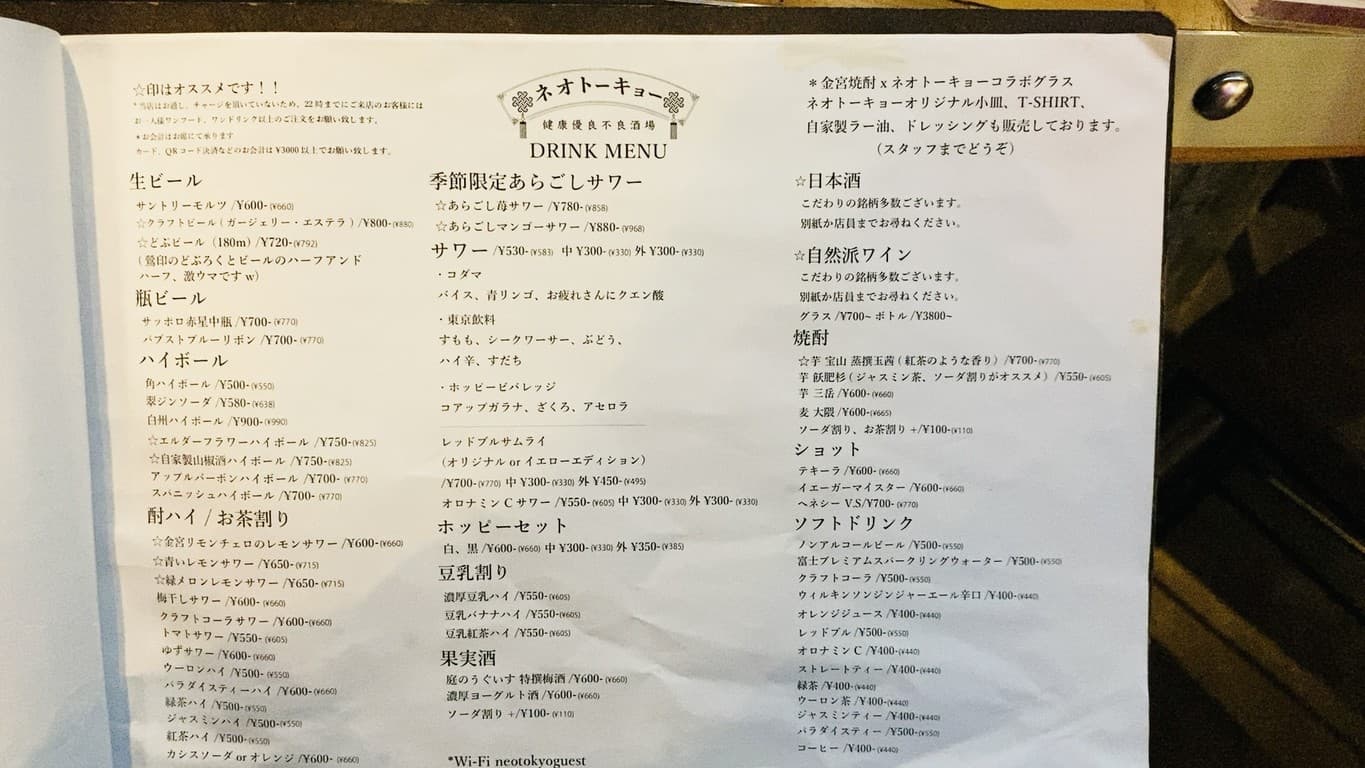 ☆印はオススメです！！
*当店はお通し、チャージを頂いていないため、22時までにご来店のお客様には
お一人様ワンフード、ワンドリンク以上のご注文をお願い致します。
*お会計はお席にて承ります
カード、QRコード決済などのお会計は¥3000以上でお願い致します。
生ビール
サントリーモルツ /¥600-(¥660)
☆クラフトビール ( ガージェリー・エステラ ) /¥800-(¥880)
☆どぶビール（180m）/¥720-(¥792)
( 鶯印のどぶろくとビールのハーフアンド
ハーフ、激ウマです w)
瓶ビール
サッポロ赤星中瓶 /¥700-(¥770)
パブストブルーリボン /¥700-(¥770)
ハイボール
角ハイボール /¥500-(¥550)
翠ジンソーダ /¥580-(¥638)
白州ハイボール /¥900-(¥990)
☆エルダーフラワーハイボール /¥750-(¥825)
☆自家製山椒酒ハイボール /¥750-(¥825)
アップルバーボンハイボール /¥700-(¥770)
スパニッシュハイボール /¥700-(¥770)
酎ハイ / お茶割り
☆金宮リモンチェロのレモンサワー /¥600-(¥660)
☆青いレモンサワー /¥650-(¥715)
☆緑メロンレモンサワー /¥650-(¥715)
梅干しサワー /¥600-(¥660)
クラフトコーラサワー /¥600-(¥660)
トマトサワー /¥550-(¥605)
ゆずサワー /¥600-(¥660)
ウーロンハイ /¥500-(¥550)
パラダイスティーハイ /¥600-(¥660)
緑茶ハイ /¥500-(¥550)
ジャスミンハイ /¥500-(¥550)
紅茶ハイ /¥500-(¥550)
カシスソーダ or オレンジ /¥600-(¥660)
ネオトーキョー
健康優良不良酒場
DRINK MENU
季節限定あらごしサワー
☆あらごし苺サワー /¥780-(¥858)
☆あらごしマンゴーサワー /¥880-(¥968)
サワー /¥530-(¥583) 中 ¥300-(¥330) 外 ¥300-(¥330)
・コダマ
バイス、青リンゴ、お疲れさんにクエン酸
・東京飲料
すもも、シークワーサー、ぶどう、
ハイ辛、すだち
・ホッピービバレッジ
コアップガラナ、ざくろ、アセロラ
レッドブルサムライ
（オリジナル or イエローエディション）
/¥700-(¥770) 中 ¥300-(¥330) 外 ¥450-(¥495)
オロナミン C サワー /¥550-(¥605) 中 ¥300-(¥330) 外 ¥300-(¥330)
ホッピーセット
白、黒 /¥600-(¥660) 中 ¥300-(¥330) 外 ¥350-(¥385)
豆乳割り
濃厚豆乳ハイ /¥550-(¥605)
豆乳バナナハイ /¥550-(¥605)
豆乳紅茶ハイ /¥550-(¥605)
果実酒
庭のうぐいす 特撰梅酒 /¥600-(¥660)
濃厚ヨーグルト酒 /¥600-(¥660)
ソーダ割り +/¥100-(¥110)
*Wi-Fi neotokyoguest
＊金宮焼酎 x ネオトーキョーコラボグラス
ネオトーキョーオリジナル小皿、T-SHIRT、
自家製ラー油、ドレッシングも販売しております。
（スタッフまでどうぞ）
☆日本酒
こだわりの銘柄多数ございます。
別紙か店員までお尋ねください。
☆自然派ワイン
こだわりの銘柄多数ございます。
別紙か店員までお尋ねください。
グラス /¥700~ ボトル /¥3800~
焼酎
☆芋 宝山 蒸撰玉茜 ( 紅茶のような香り ) /¥700-(¥770)
芋 飫肥杉 ( ジャスミン茶、ソーダ割りがオススメ ) /¥550-(¥605)
芋 三岳 /¥600-(¥660)
麦 大隈 /¥600-(¥665)
ソーダ割り、お茶割り +/¥100-(¥110)
ショット
テキーラ /¥600-(¥660)
イエーガーマイスター /¥600-(¥660)
ヘネシー V.S/¥700-(¥770)
ソフトドリンク
ノンアルコールビール /¥500-(¥550)
富士プレミアムスパークリングウォーター /¥500-(¥550)
クラフトコーラ /¥500-(¥550)
ウィルキンソンジンジャーエール辛口 /¥400-(¥440)
オレンジジュース /¥400-(¥440)
レッドブル /¥500-(¥550)
オロナミン C /¥400-(¥440)
ストレートティー /¥400-(¥440)
緑茶 /¥400-(¥440)
ウーロン茶 /¥400-(¥440)
ジャスミンティー /¥400-(¥440)
パラダイスティー /¥500-(¥550)
コーヒー /¥400-(¥440)